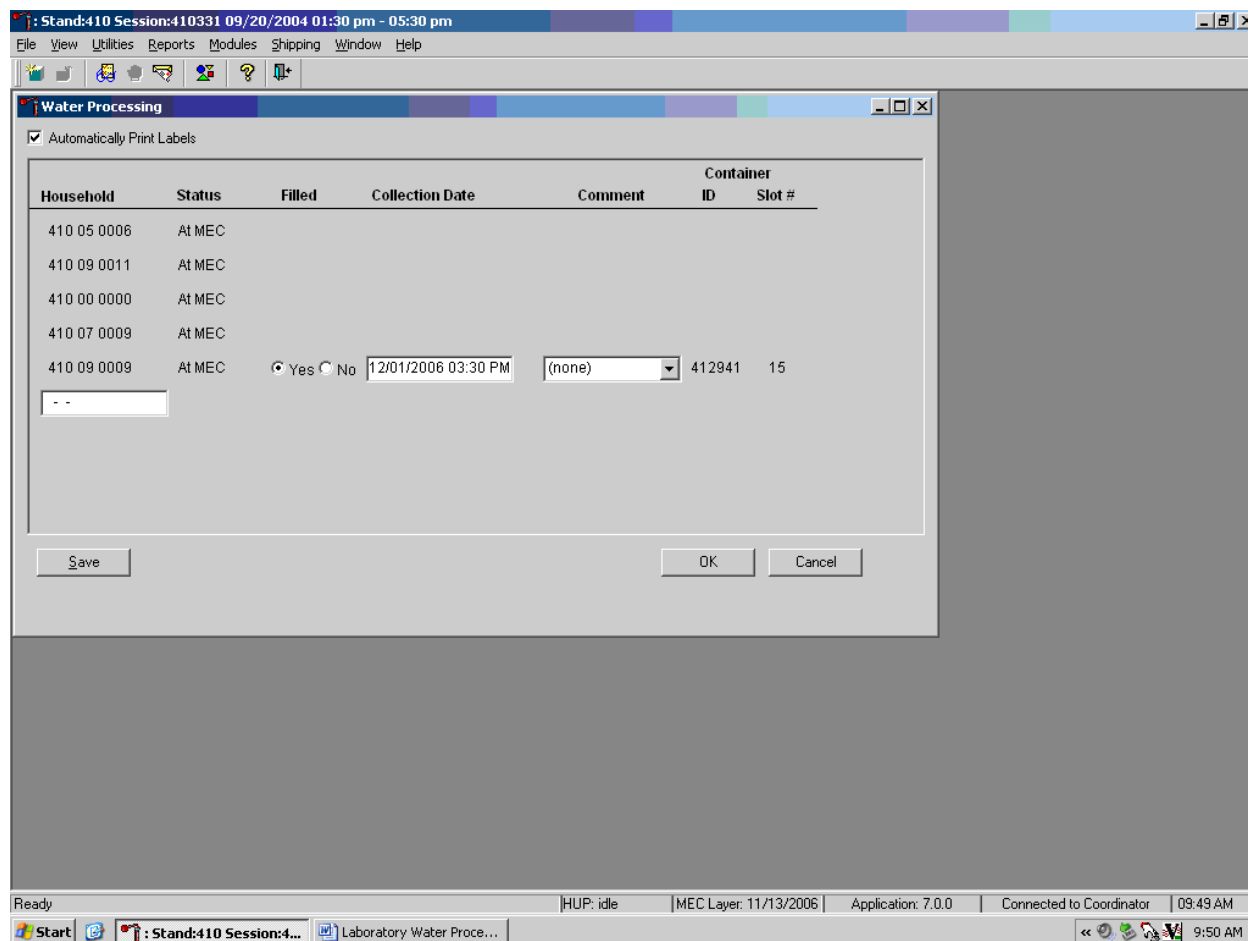 : Stand:410 Session:410331 09/20/2004 01:30 pm - 05:30 pm
File View Utilities Reports Modules Shipping Window Help
Water Processing
Automatically Print Labels
Container
Household Status Filled Collection Date Comment ID Slot #
410 05 0006 At MEC
410 09 0011 At MEC
410 00 0000 At MEC
410 07 0009 At MEC
410 09 0009 At MEC Yes No 12/01/2006 03:30 PM (none) 412941 15
- -
Save OK Cancel
Ready HUP: idle MEC Layer: 11/13/2006 Application: 7.0.0 Connected to Coordinator 09:49 AM
Start : Stand:410 Session:4... Laboratory Water Proce... « 9:50 AM